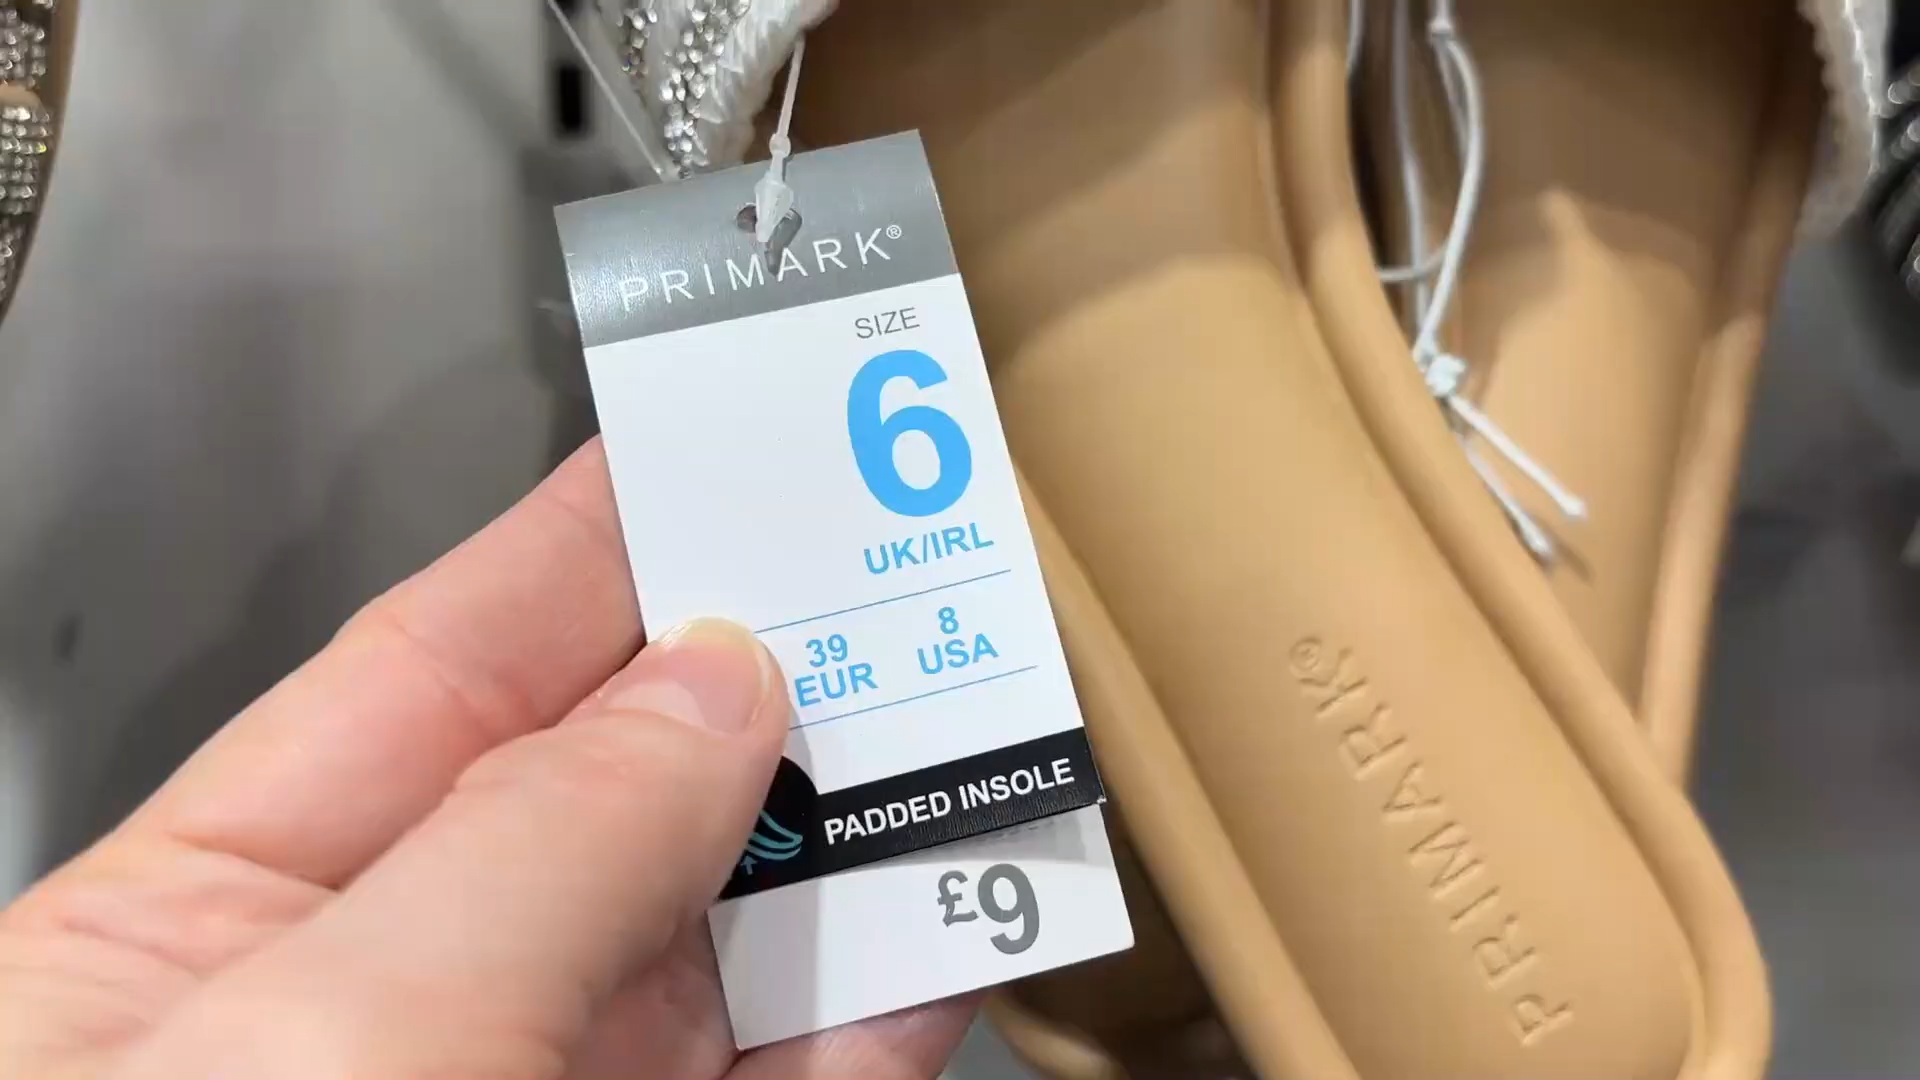 PRIMARK®
SIZE
6
UK/IRL
39 8
EUR USA
PADDED INSOLE
£9
PRIMARK®